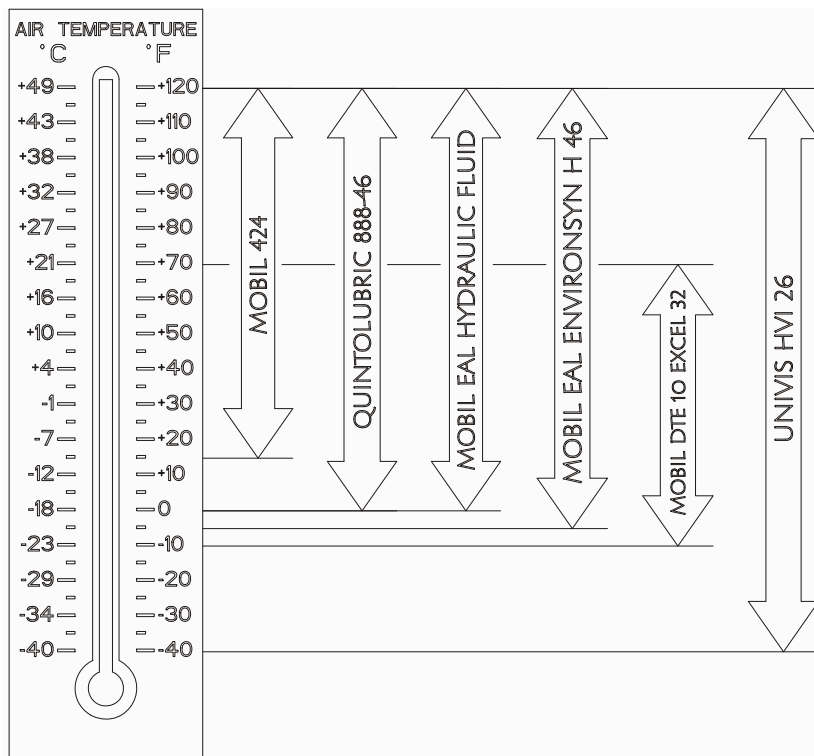 AIR TEMPERATURE
°C °F
+49 +120
+43 +110
+38 +100
+32 +90
+27 +80
+21 +70
+16 +60
+10 +50
+4 +40
-1 +30
-7 +20
-12 +10
-18 0
-23 -10
-29 -20
-34 -30
-40 -40
MOBIL 424
QUINTOLUBRIC 888-46
MOBIL EAL HYDRAULIC FLUID
MOBIL EAL ENVIRONSYN H 46
MOBIL DTE 10 EXCEL 32
UNIVIS HVI 26